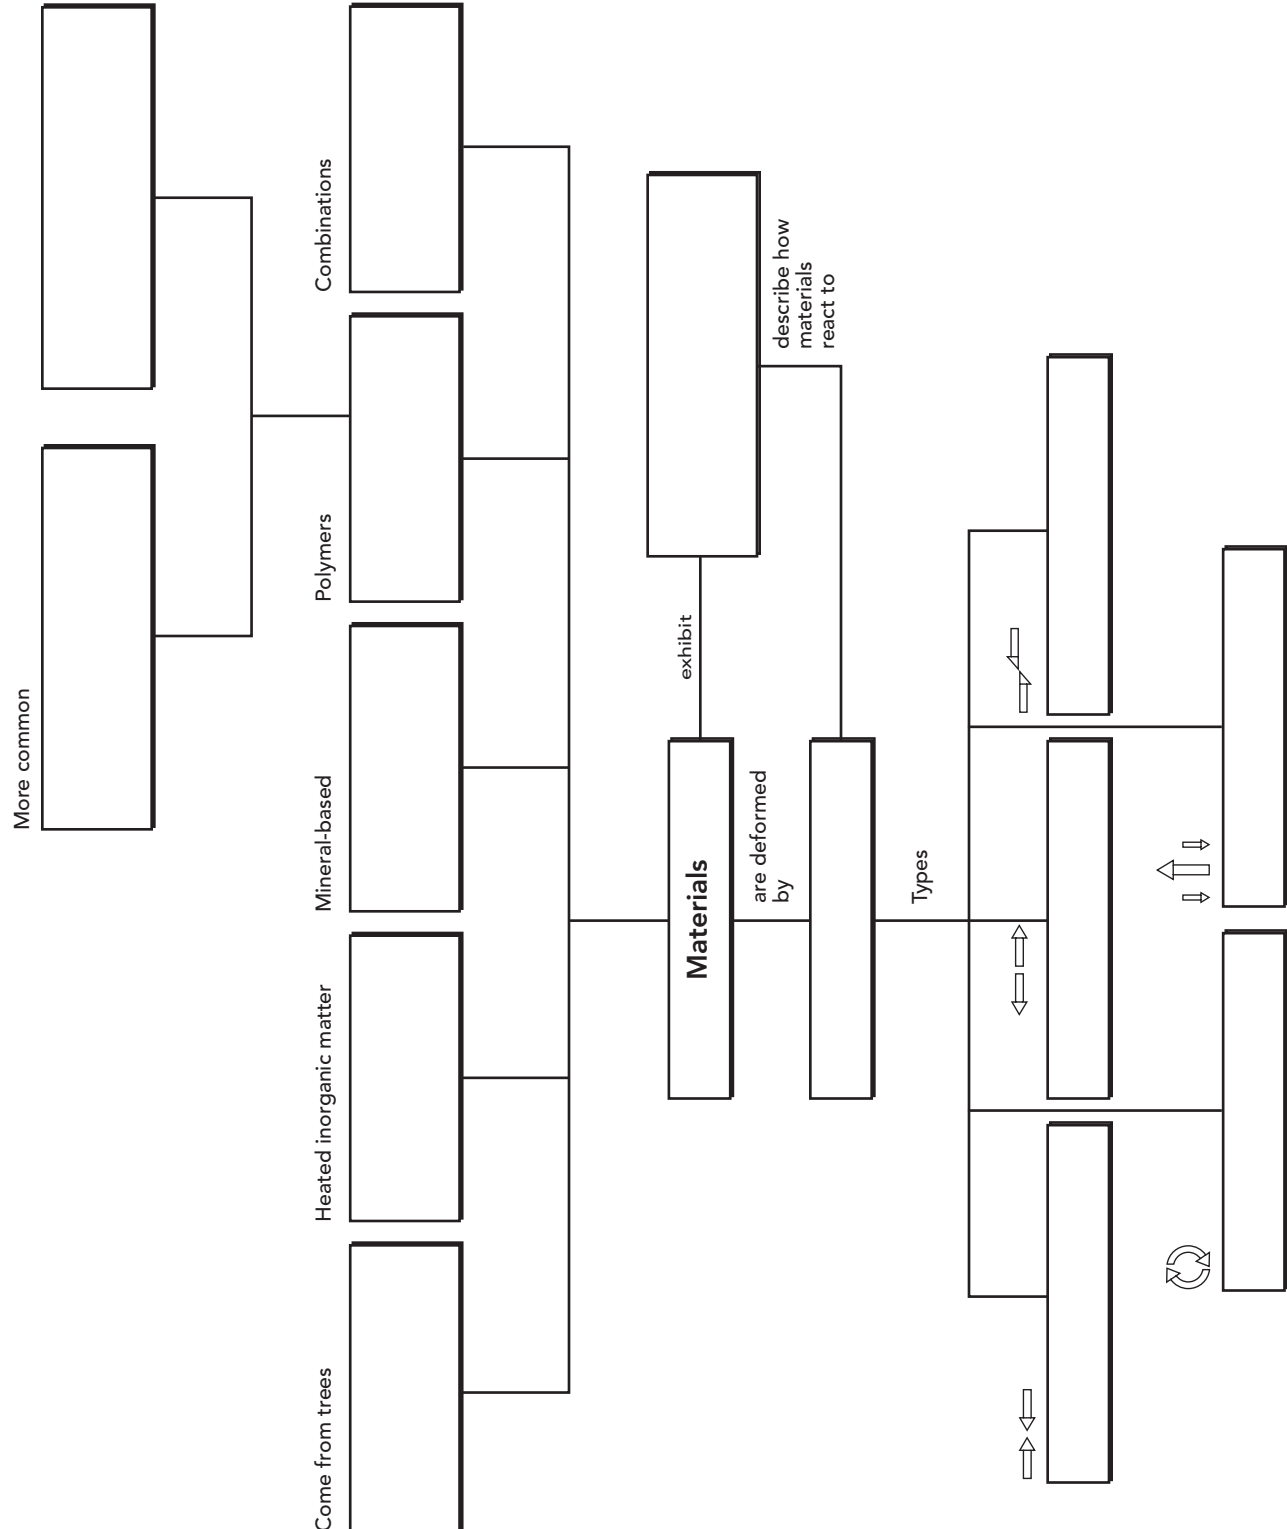 More common
Come from trees
Heated inorganic matter
Mineral-based
Polymers
Combinations
Materials
exhibit
are deformed
by
describe how
materials
react to
Types